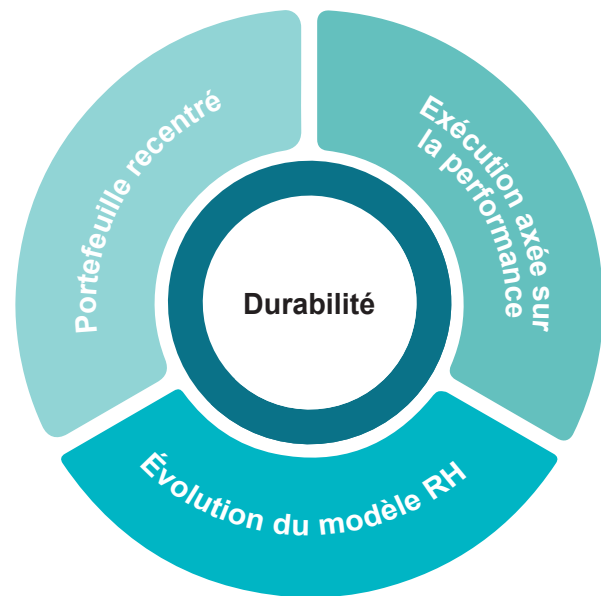 Portefeuille recentré
Exécution axée sur
la performance
Durabilité
Évolution du modèle RH